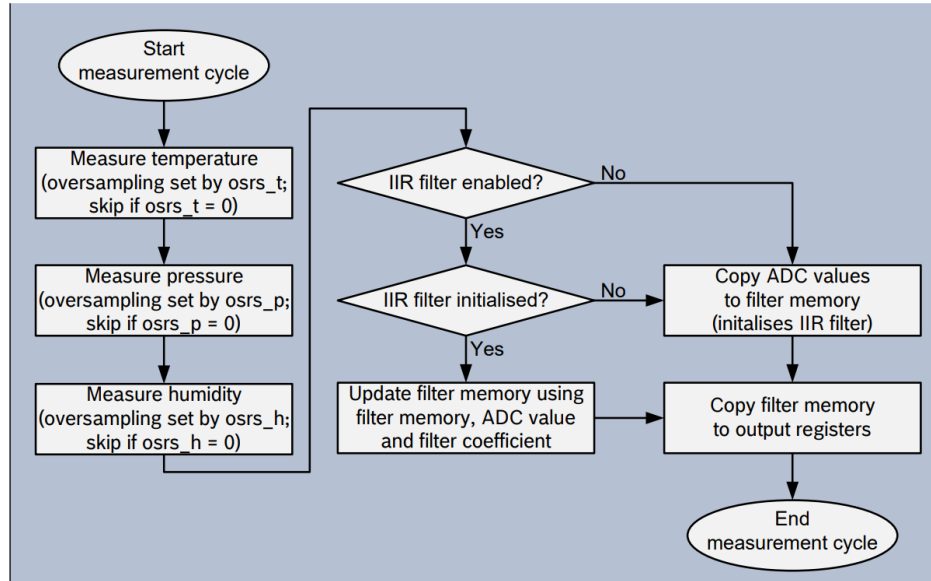 Start
measurement cycle
Measure temperature
(oversampling set by osrs_t;
skip if osrs_t = 0)
Measure pressure
(oversampling set by osrs_p;
skip if osrs_p = 0)
Measure humidity
(oversampling set by osrs_h;
skip if osrs_h = 0)
IIR filter enabled?
No
Yes
IIR filter initialised?
No
Yes
Update filter memory using
filter memory, ADC value
and filter coefficient
Copy ADC values
to filter memory
(initalises IIR filter)
Copy filter memory
to output registers
End
measurement cycle